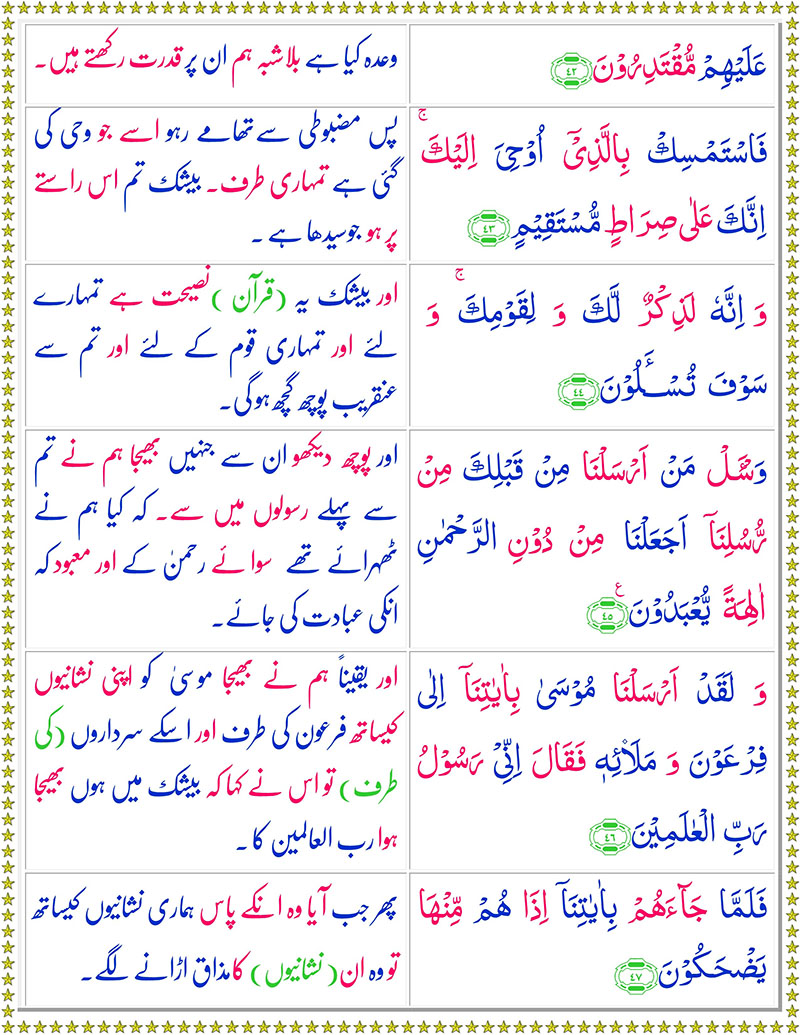 عَلَيْهِمْ مُّقْتَدِرُوْنَ ﴿۴۲﴾
وعدہ کیا ہے بلاشبہ ہم ان پر قدرت رکھتے ہیں۔
فَاسْتَمْسِكْ بِالَّذِيْۤ اُوْحِيَ اِلَيْكَ ۚ
اِنَّكَ عَلٰى صِرَاطٍ مُّسْتَقِيْمٍ ﴿۴۳﴾
پس مضبوطی سے تھامے رہو اسے جو وحی کی
گئی ہے تمہاری طرف۔ بیشک تم اس راستے
پر ہو جوسیدھا ہے ۔
وَ اِنَّهٗ لَذِكْرٌ لَّكَ وَ لِقَوْمِكَ ۚ وَ
سَوْفَ تُسْـَٔلُوْنَ ﴿۴۴﴾
اور بیشک یہ (قرآن )نصیحت ہے تمہارے
لئے اور تمہاری قوم کے لئے اور تم سے
عنقریب پوچھ گچھ ہوگی۔
وَسْـَٔلْ مَنْ اَرْسَلْنَا مِنْ قَبْلِكَ مِنْ
رُّسُلِنَاۤ اَجَعَلْنَا مِنْ دُوْنِ الرَّحْمٰنِ
اٰلِهَةً يُّعْبَدُوْنَ ﴿۴۵﴾ ع
اور پوچھ دیکھو ان سے جنہیں بھیجا ہم نے تم
سے پہلے رسولوں میں سے۔ کہ کیا ہم نے
ٹھہرائے تھے سوائے رحمنٰ کے اور معبود کہ
انکی عبادت کی جائے۔
وَ لَقَدْ اَرْسَلْنَا مُوْسٰى بِاٰيٰتِنَاۤ اِلٰى
فِرْعَوْنَ وَ مَلَا۠ئِهٖ فَقَالَ اِنِّيْ رَسُوْلُ
رَبِّ الْعٰلَمِيْنَ ﴿۴۶﴾
اور یقیناً ہم نے بھیجا موسیٰ کو اپنی نشانیوں
کیساتھ فرعون کی طرف اور اسکے سرداروں (کی
طرف) تو اس نے کہا کہ بیشک میں ہوں بھیجا
ہوا رب العالمین کا ۔
فَلَمَّا جَآءَهُمْ بِاٰيٰتِنَاۤ اِذَا هُمْ مِّنْهَا
يَضْحَكُوْنَ ﴿۴۷﴾
پھر جب آیا وہ انکے پاس ہماری نشانیوں کیساتھ
تو وہ ان (نشانیوں) کا مذاق اڑانے لگے۔